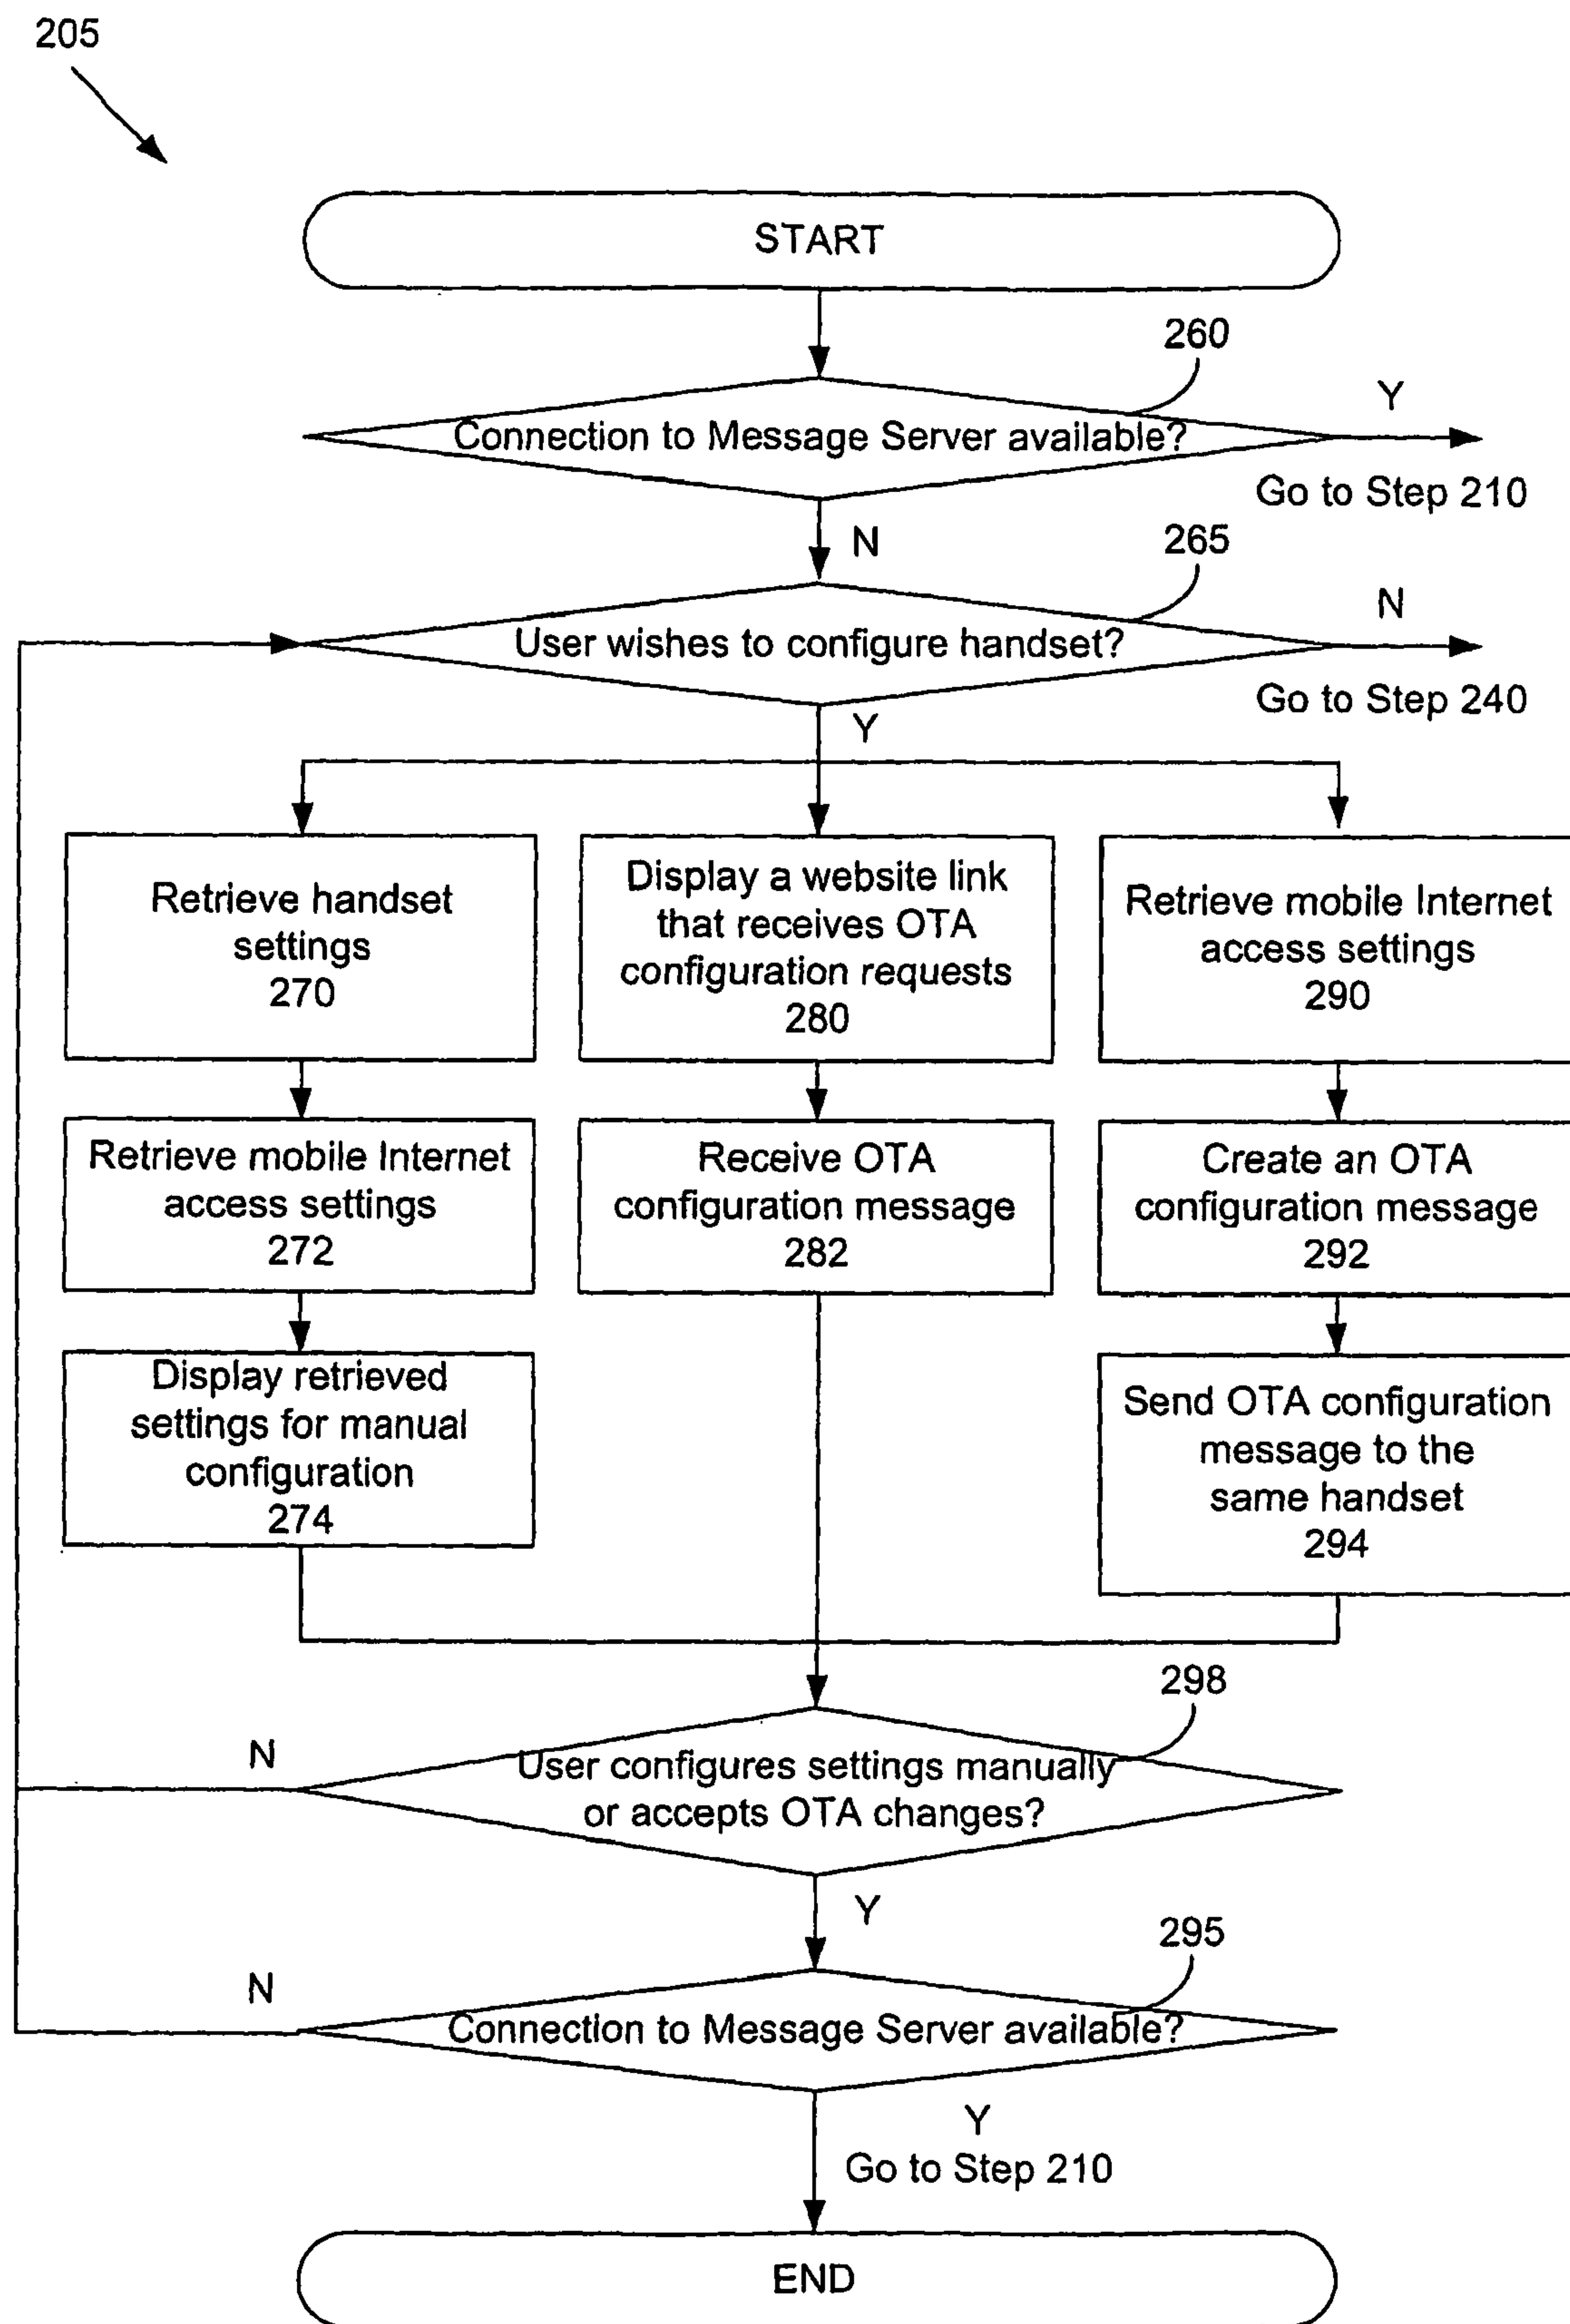 205
START
260
Connection to Message Server available?
Y
Go to Step 210
N
265
User wishes to configure handset?
N
Go to Step 240
Y
Retrieve handset
settings
270
Display a website link
that receives OTA
configuration requests
280
Retrieve mobile Internet
access settings
290
Retrieve mobile Internet
access settings
272
Receive OTA
configuration message
282
Create an OTA
configuration message
292
Display retrieved
settings for manual
configuration
274
Send OTA configuration
message to the
same handset
294
298
N
User configures settings manually
or accepts OTA changes?
Y
295
N
Connection to Message Server available?
Y
Go to Step 210
END